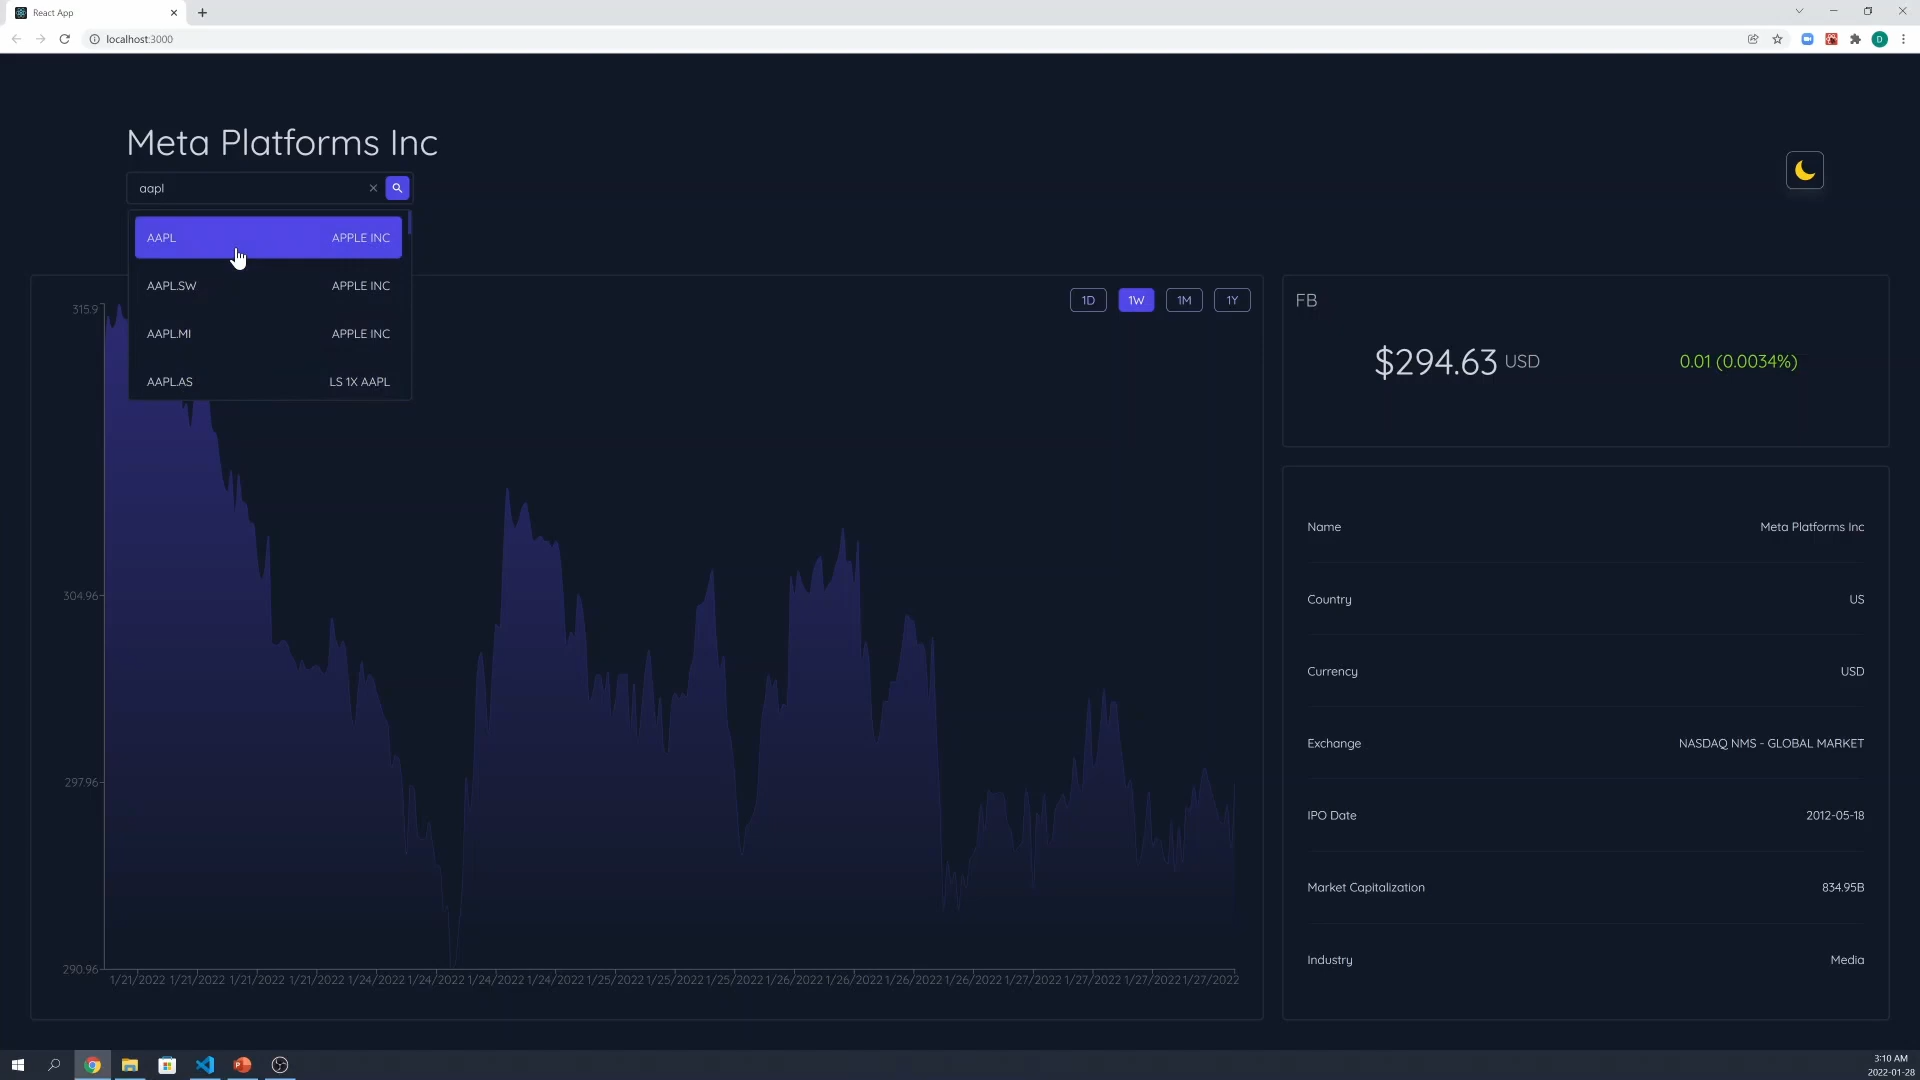 React App
localhost:3000
Meta Platforms Inc
aapl
AAPL APPLE INC
AAPL.SW APPLE INC
AAPL.MI APPLE INC
AAPL.AS LS 1X AAPL
1D 1W 1M 1Y
315.9
304.96
297.96
290.96
1/21/2022 1/21/2022 1/21/2022 1/21/2022 1/24/2022 1/24/2022 1/24/2022 1/24/2022 1/25/2022 1/25/2022 1/25/2022 1/26/2022 1/26/2022 1/26/2022 1/26/2022 1/27/2022 1/27/2022 1/27/2022 1/27/2022
FB
$294.63 USD 0.01 (0.0034%)
Name Meta Platforms Inc
Country US
Currency USD
Exchange NASDAQ NMS - GLOBAL MARKET
IPO Date 2012-05-18
Market Capitalization 834.95B
Industry Media
D
3:10 AM
2022-01-28